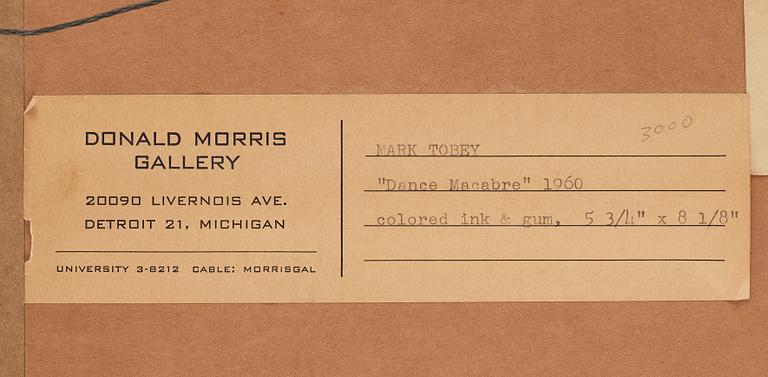 DONALD MORRIS
GALLERY
20090 LIVERNOIS AVE.
DETROIT 21, MICHIGAN
UNIVERSITY 3-8212 CABLE: MORRISGAL
3000
MARK TOBEY
"Dance Macabre" 1960
colored ink & gum, 5 3/4" x 8 1/8"